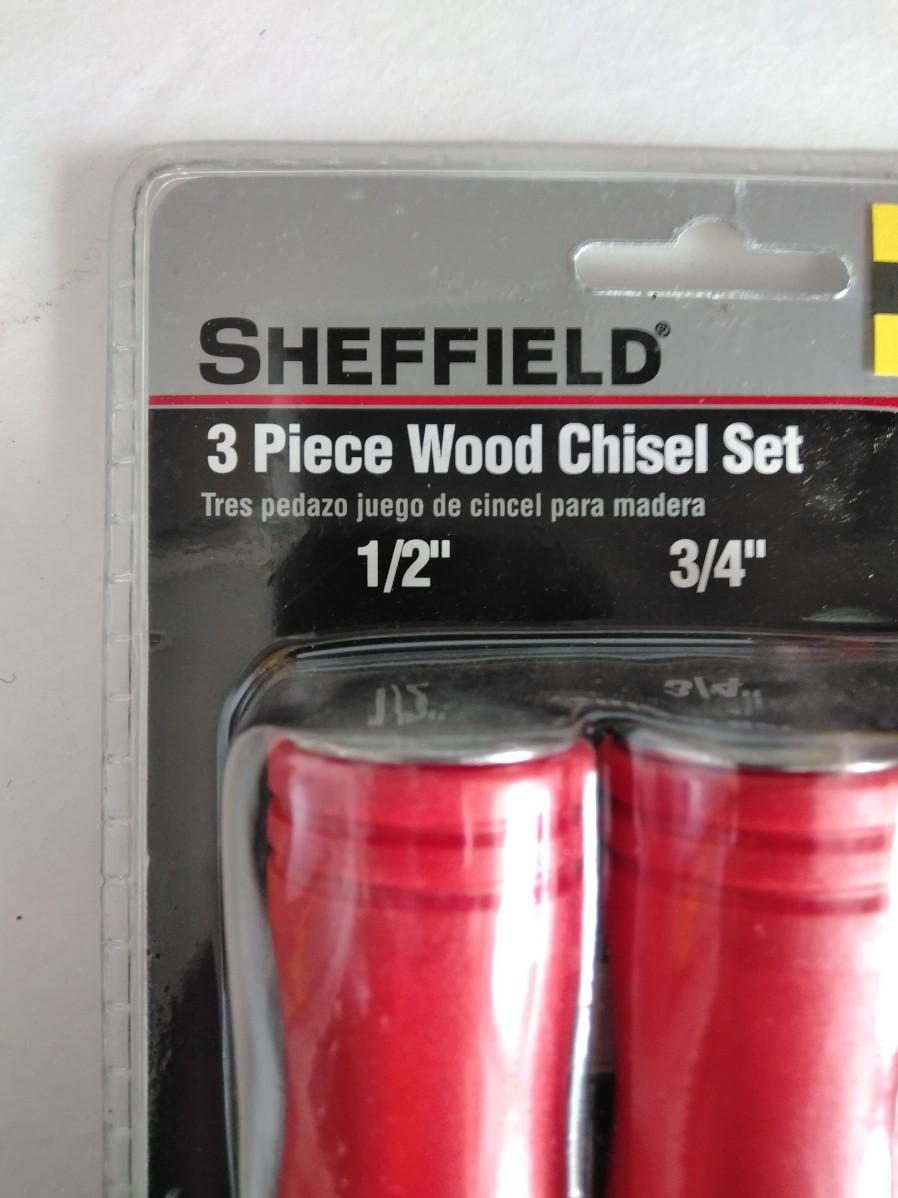 SHEFFIELD®
3 Piece Wood Chisel Set
Tres pedazo juego de cincel para madera
1/2" 3/4"